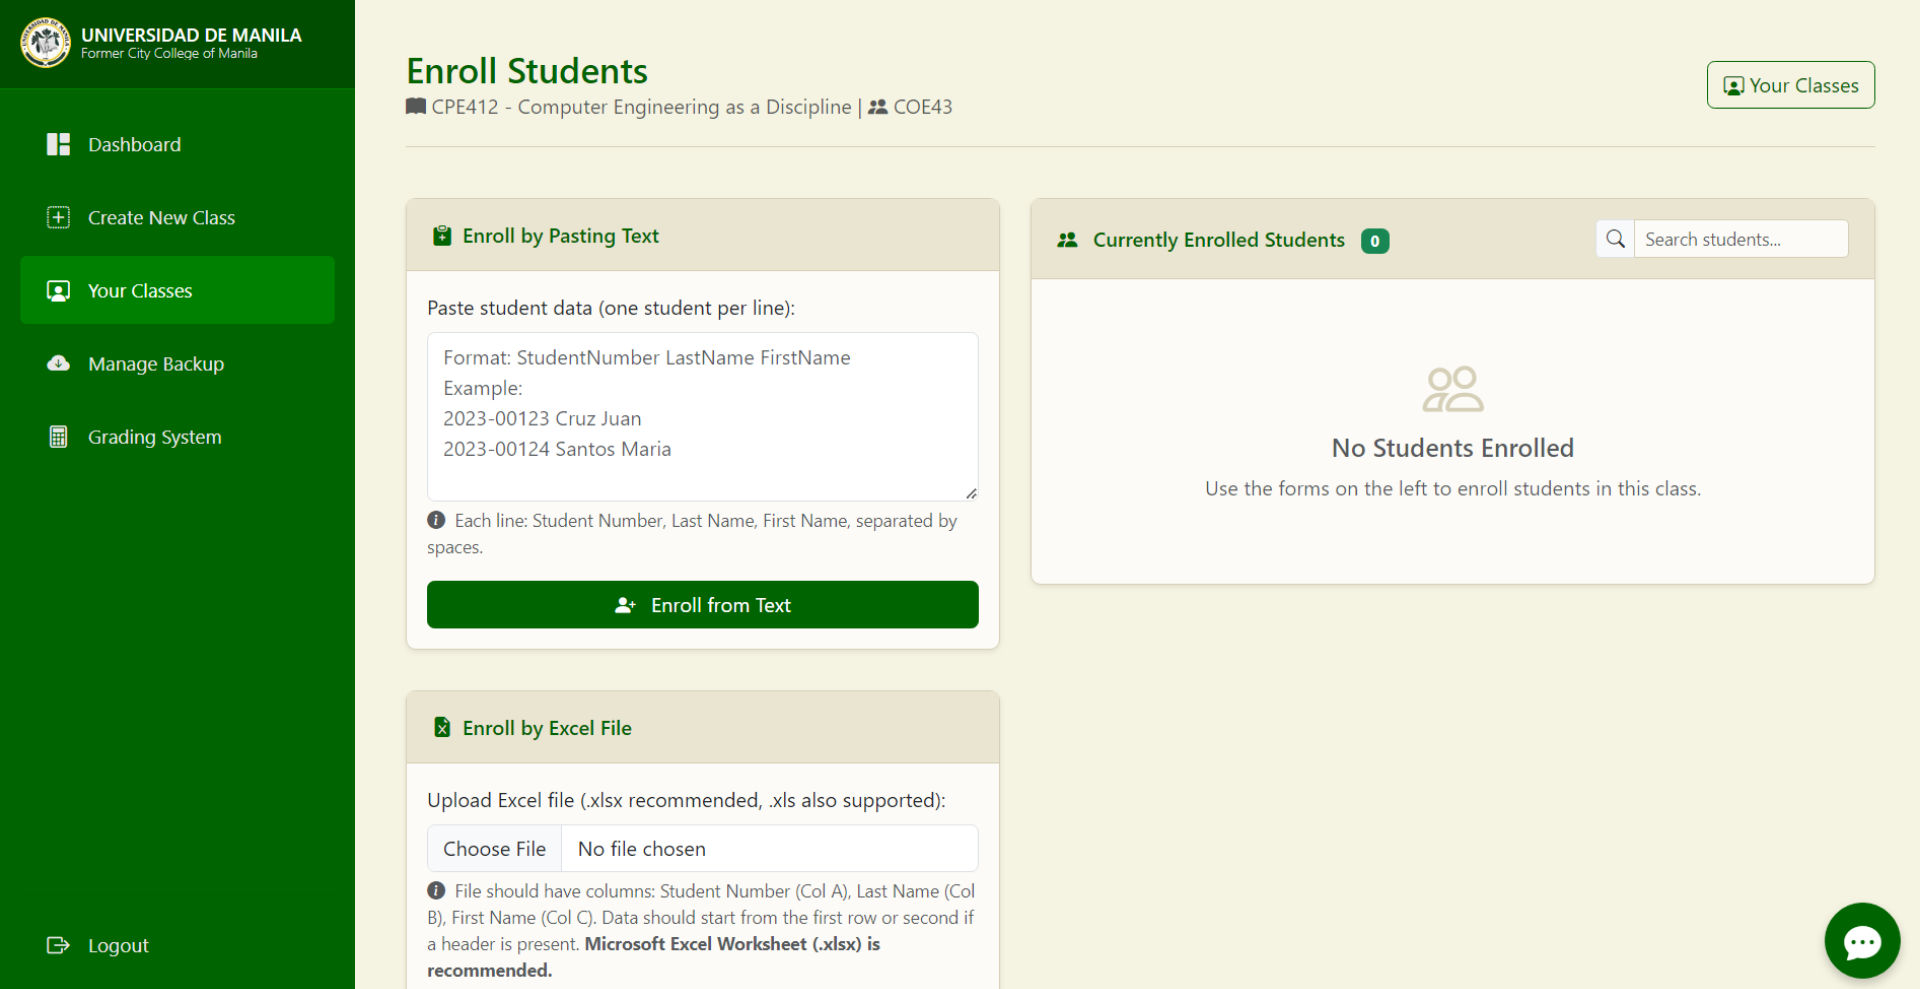 UNIVERSIDAD DE MANILA
Former City College of Manila
Dashboard
Create New Class
Your Classes
Manage Backup
Grading System
Logout
Enroll Students
CPE412 - Computer Engineering as a Discipline | COE43
Your Classes
Enroll by Pasting Text
Paste student data (one student per line):
Format: StudentNumber LastName FirstName
Example:
2023-00123 Cruz Juan
2023-00124 Santos Maria
Each line: Student Number, Last Name, First Name, separated by
spaces.
Enroll from Text
Enroll by Excel File
Upload Excel file (.xlsx recommended, .xls also supported):
Choose File No file chosen
File should have columns: Student Number (Col A), Last Name (Col
B), First Name (Col C). Data should start from the first row or second if
a header is present. Microsoft Excel Worksheet (.xlsx) is
recommended.
Currently Enrolled Students 0
Search students...
No Students Enrolled
Use the forms on the left to enroll students in this class.